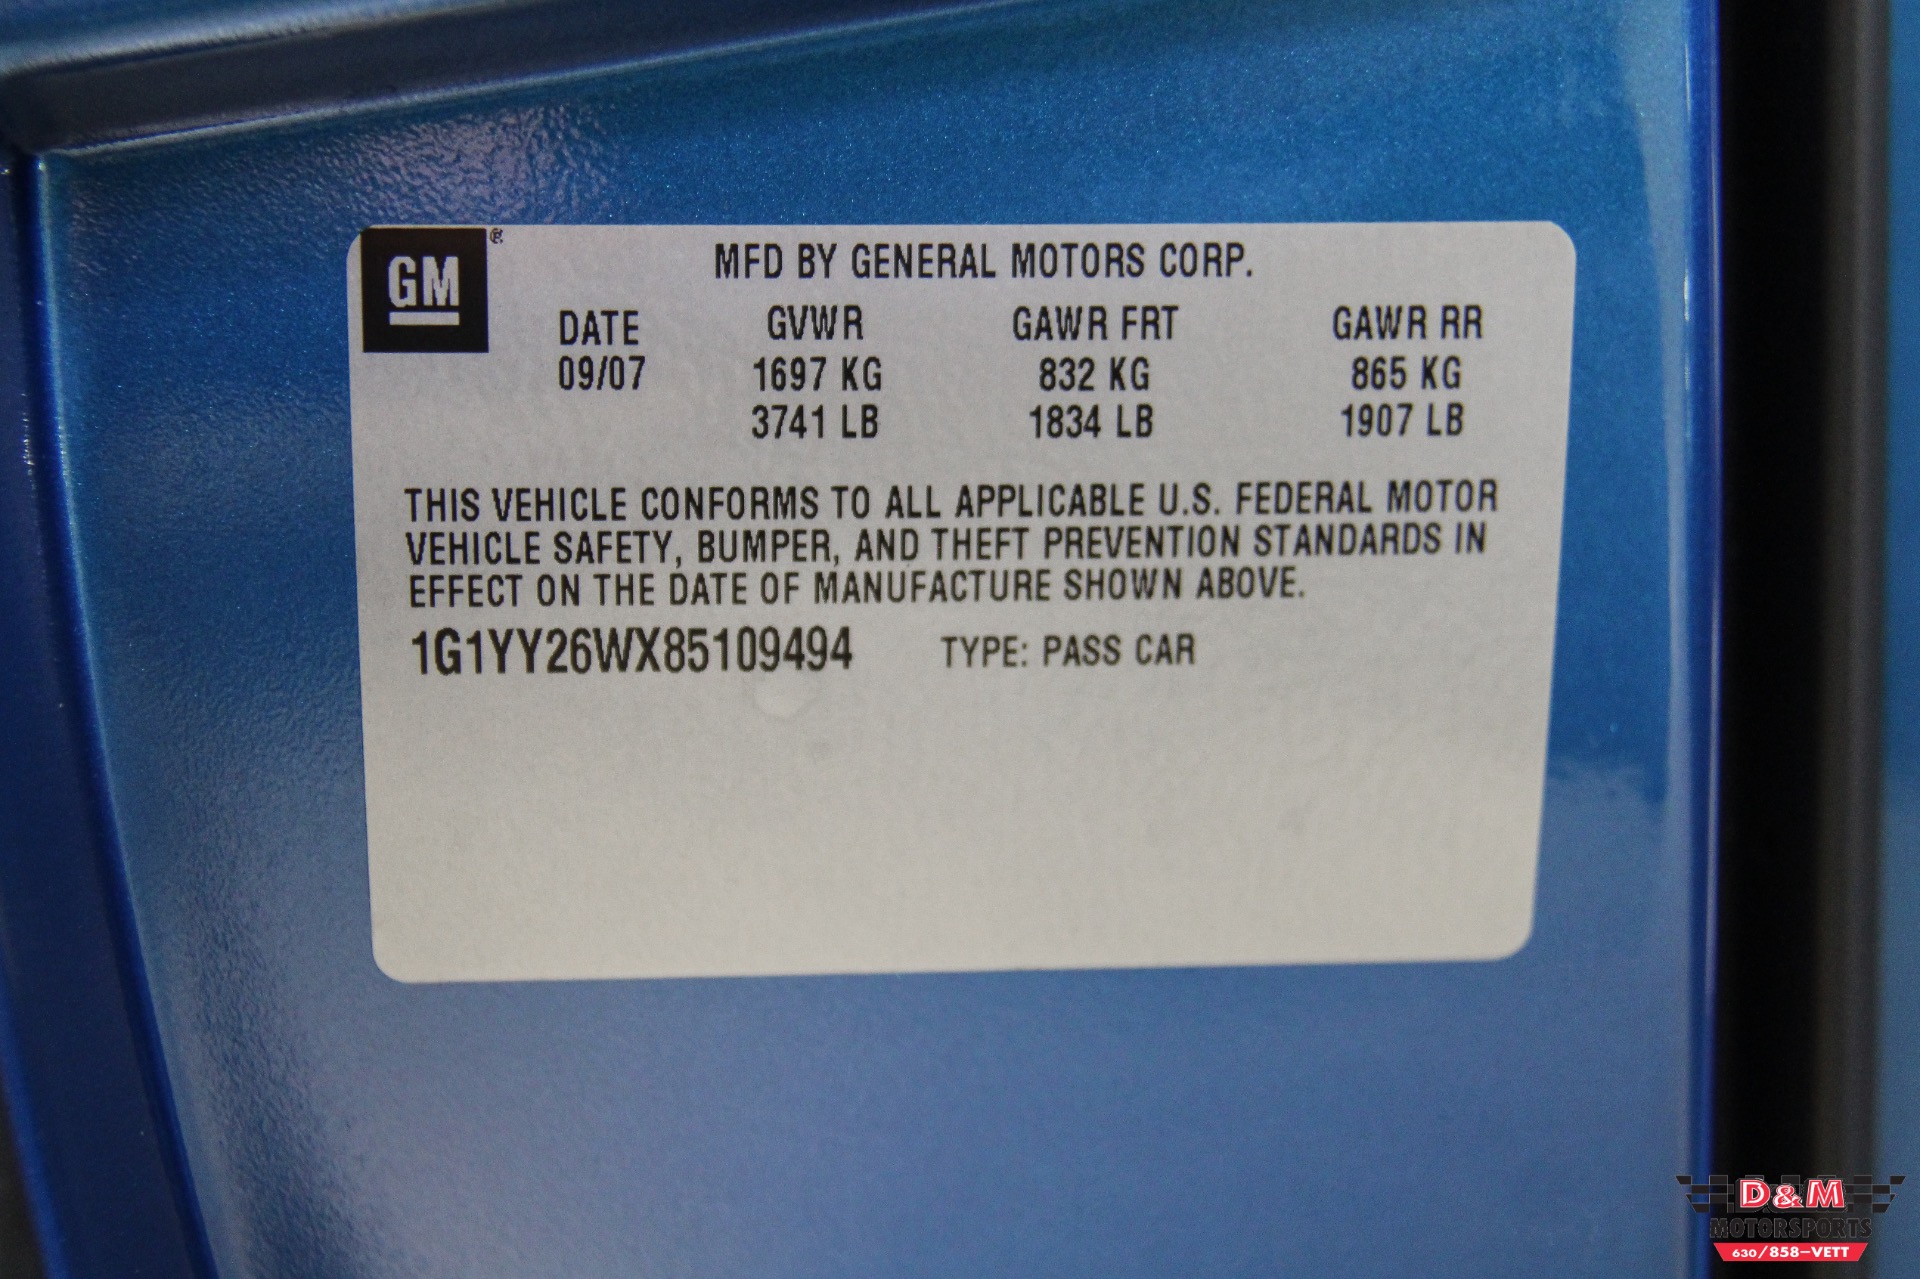 GM®
MFD BY GENERAL MOTORS CORP.
DATE GVWR GAWR FRT GAWR RR
09/07 1697 KG 832 KG 865 KG
3741 LB 1834 LB 1907 LB
THIS VEHICLE CONFORMS TO ALL APPLICABLE U.S. FEDERAL MOTOR
VEHICLE SAFETY, BUMPER, AND THEFT PREVENTION STANDARDS IN
EFFECT ON THE DATE OF MANUFACTURE SHOWN ABOVE.
1G1YY26WX85109494 TYPE: PASS CAR
D&M
MOTORSPORTS
630/858-VETT